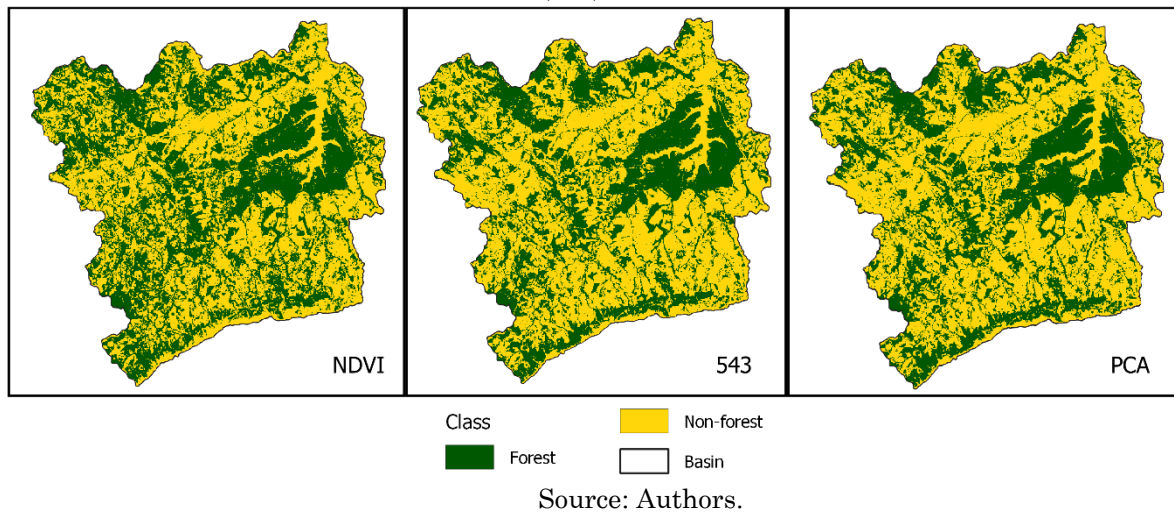 NDVI
543
PCA
Class
Non-forest
Forest
Basin
Source: Authors.